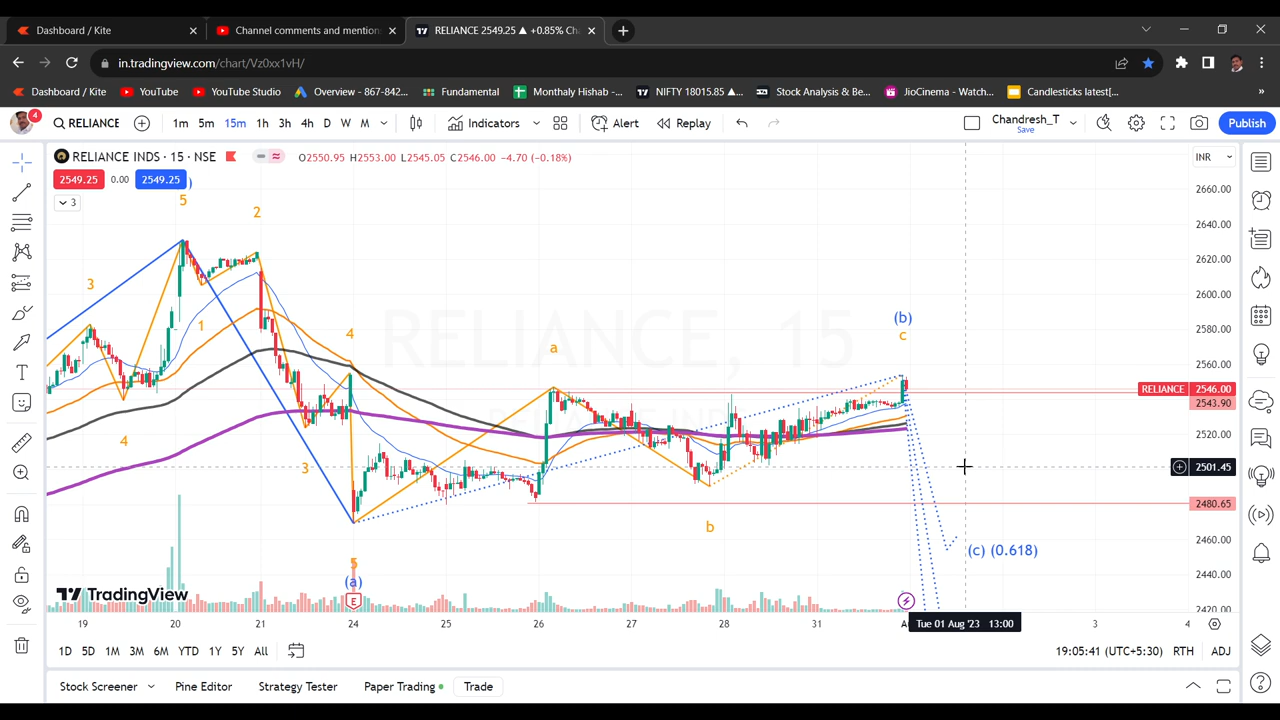 Dashboard / Kite
Channel comments and mention
RELIANCE 2549.25 ▲ +0.85% Ch
in.tradingview.com/chart/Vz0xx1vH/
Dashboard / Kite
YouTube
YouTube Studio
Overview – 867-842...
Fundamental
Monthaly Hishab -...
NIFTY 18015.85 ▲...
Stock Analysis & Be...
JioCinema - Watch...
Candlesticks latest[...
»
4
RELIANCE
1m 5m 15m 1h 3h 4h D W M
Indicators
Alert
Replay
Chandresh_T
Save
Publish
RELIANCE INDS · 15 · NSE
O2550.95 H2553.00 L2545.05 C2546.00 −4.70 (−0.18%)
INR
2549.25 0.00 2549.25
)
3
RELIANCE, 15
RELIANCE INDS
5
2
3
1
4
4
3
5
(a)
a
b
(b)
c
(c) (0.618)
E
2660.00
2640.00
2620.00
2600.00
2580.00
2560.00
RELIANCE 2546.00
2543.90
2520.00
2501.45
2480.65
2460.00
2440.00
2420.00
TradingView
19 20 21 24 25 26 27 28 31 A
Tue 01 Aug '23 13:00
3 4
1D 5D 1M 3M 6M YTD 1Y 5Y All
19:05:41 (UTC+5:30) RTH ADJ
Stock Screener
Pine Editor
Strategy Tester
Paper Trading
Trade